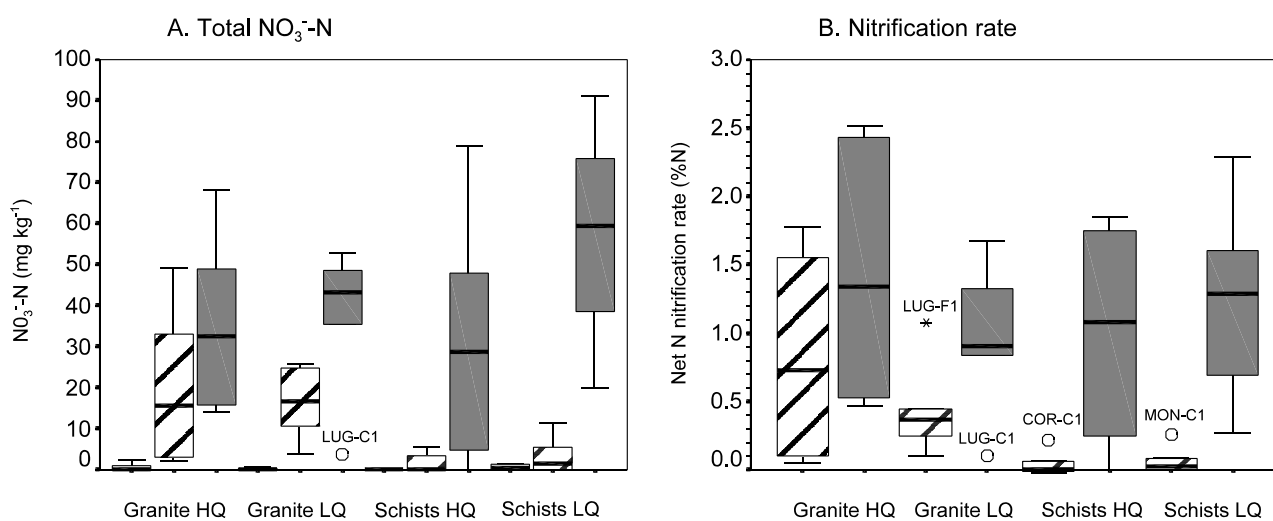 A. Total NO₃⁻-N
N0₃⁻-N (mg kg⁻¹)
100
90
80
70
60
50
40
30
20
10
0
LUG-C1
Granite HQ Granite LQ Schists HQ Schists LQ
B. Nitrification rate
Net N nitrification rate (%N)
3.0
2.5
2.0
1.5
1.0
0.5
0.0
LUG-F1
LUG-C1
COR-C1
MON-C1
Granite HQ Granite LQ Schists HQ Schists LQ